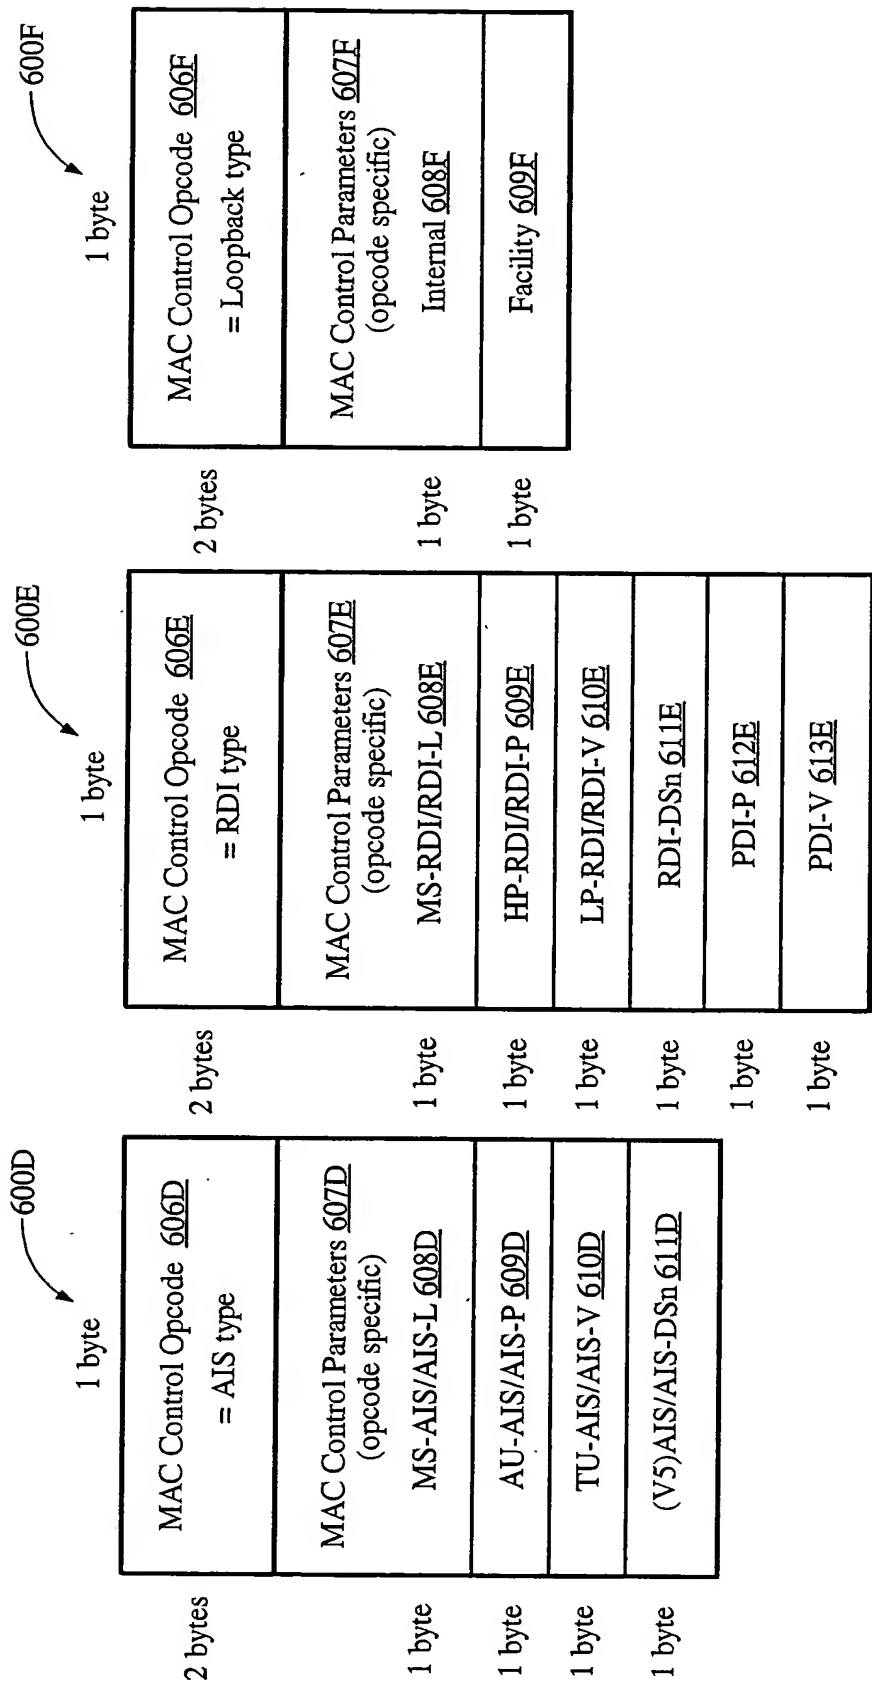 600D
1 byte
2 bytes
MAC Control Opcode 606D
= AIS type
MAC Control Parameters 607D
(opcode specific)
1 byte
MS-AIS/AIS-L 608D
1 byte
AU-AIS/AIS-P 609D
1 byte
TU-AIS/AIS-V 610D
1 byte
(V5)AIS/AIS-DSn 611D
600E
1 byte
2 bytes
MAC Control Opcode 606E
= RDI type
MAC Control Parameters 607E
(opcode specific)
1 byte
MS-RDI/RDI-L 608E
1 byte
HP-RDI/RDI-P 609E
1 byte
LP-RDI/RDI-V 610E
1 byte
RDI-DSn 611E
1 byte
PDI-P 612E
1 byte
PDI-V 613E
600F
1 byte
2 bytes
MAC Control Opcode 606F
= Loopback type
MAC Control Parameters 607F
(opcode specific)
1 byte
Internal 608F
1 byte
Facility 609F